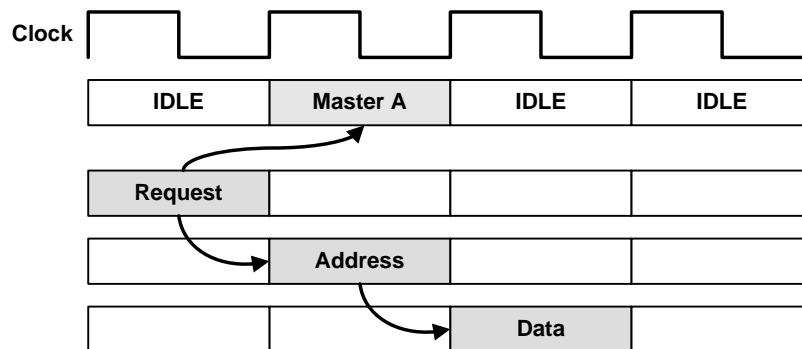 Clock
IDLE Master A IDLE IDLE
Request
Address
Data